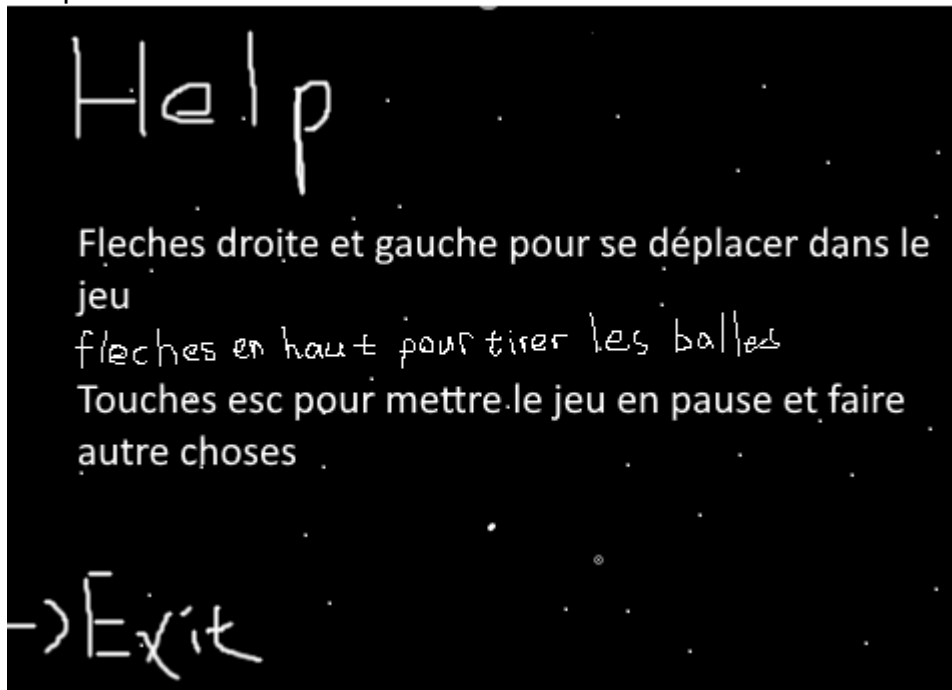 Help
Fleches droite et gauche pour se déplacer dans le
jeu
fleches en haut pour tirer les balles
Touches esc pour mettre le jeu en pause et faire
autre choses
->Exit